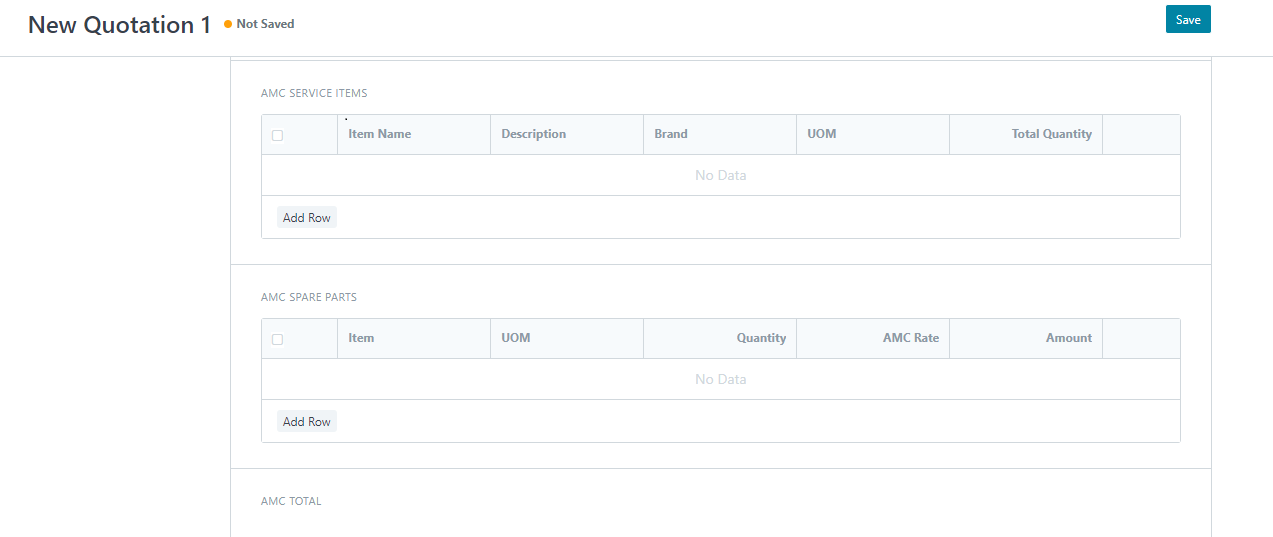 New Quotation 1 Not Saved Save
AMC SERVICE ITEMS
Item Name Description Brand UOM Total Quantity
No Data
Add Row
AMC SPARE PARTS
Item UOM Quantity AMC Rate Amount
No Data
Add Row
AMC TOTAL